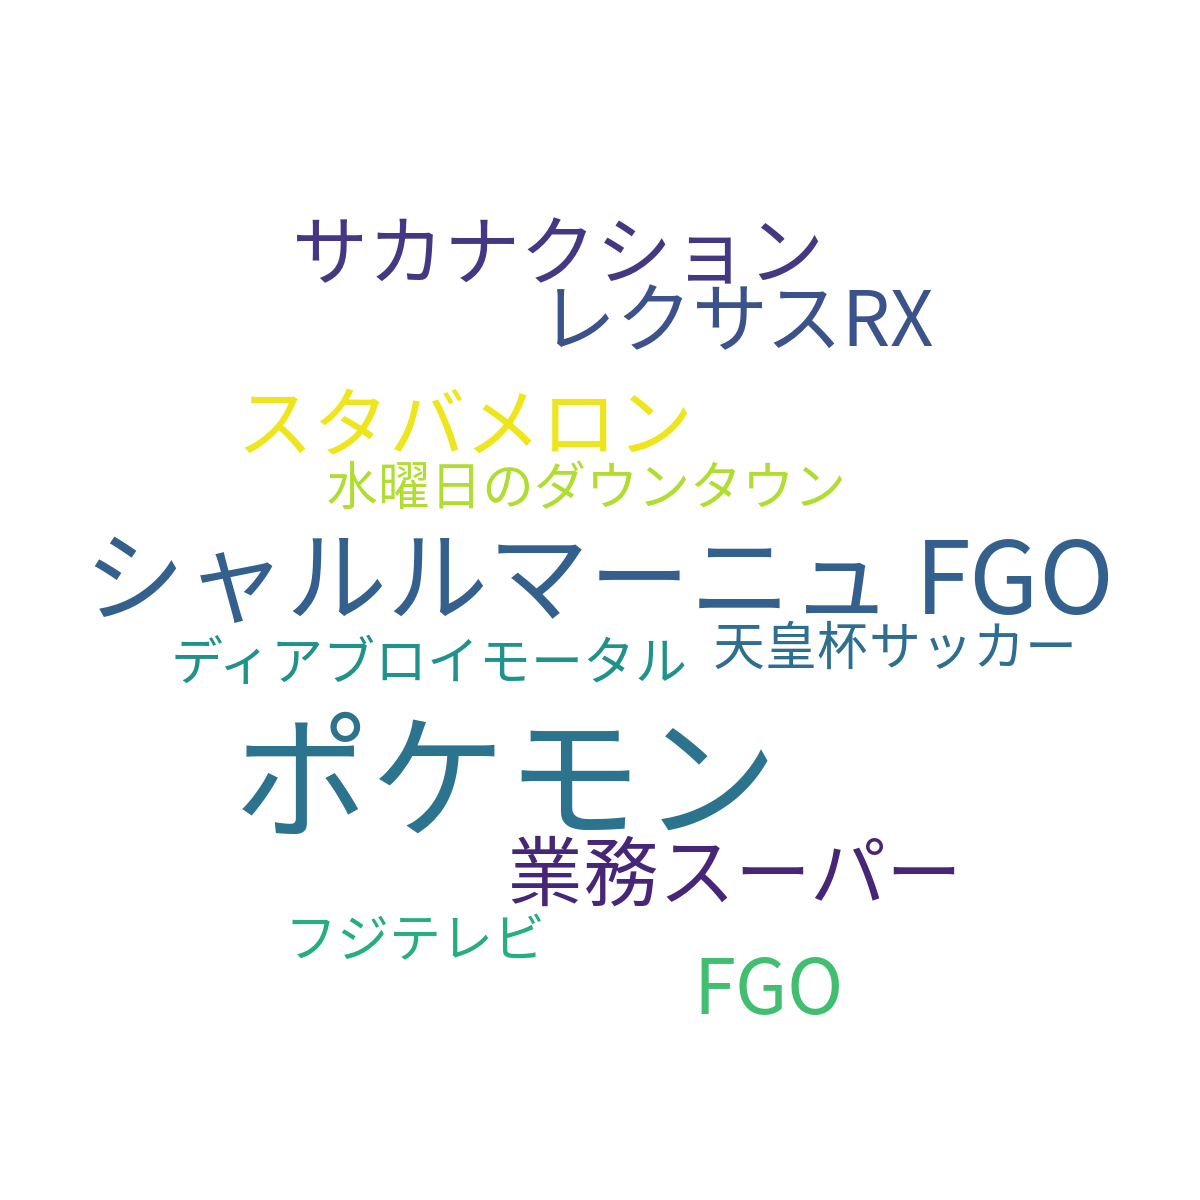 サカナクション
レクサスRX
スタバメロン
水曜日のダウンタウン
シャルルマーニュ FGO
天皇杯サッカー
ディアブロイモータル
ポケモン
業務スーパー
フジテレビ
FGO